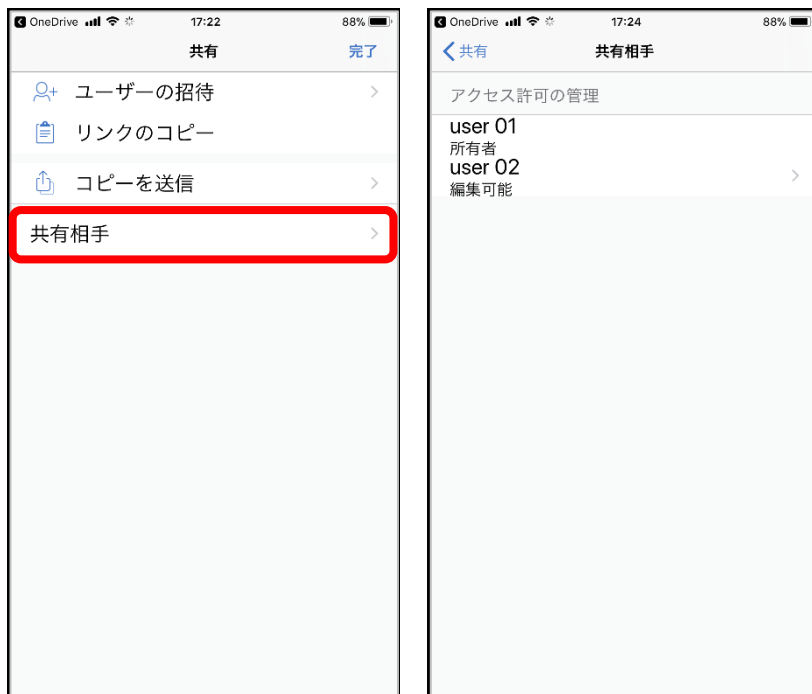 OneDrive 17:22 88%
共有 完了
ユーザーの招待
リンクのコピー
コピーを送信
共有相手
OneDrive 17:24 88%
共有 共有相手
アクセス許可の管理
user 01
所有者
user 02
編集可能